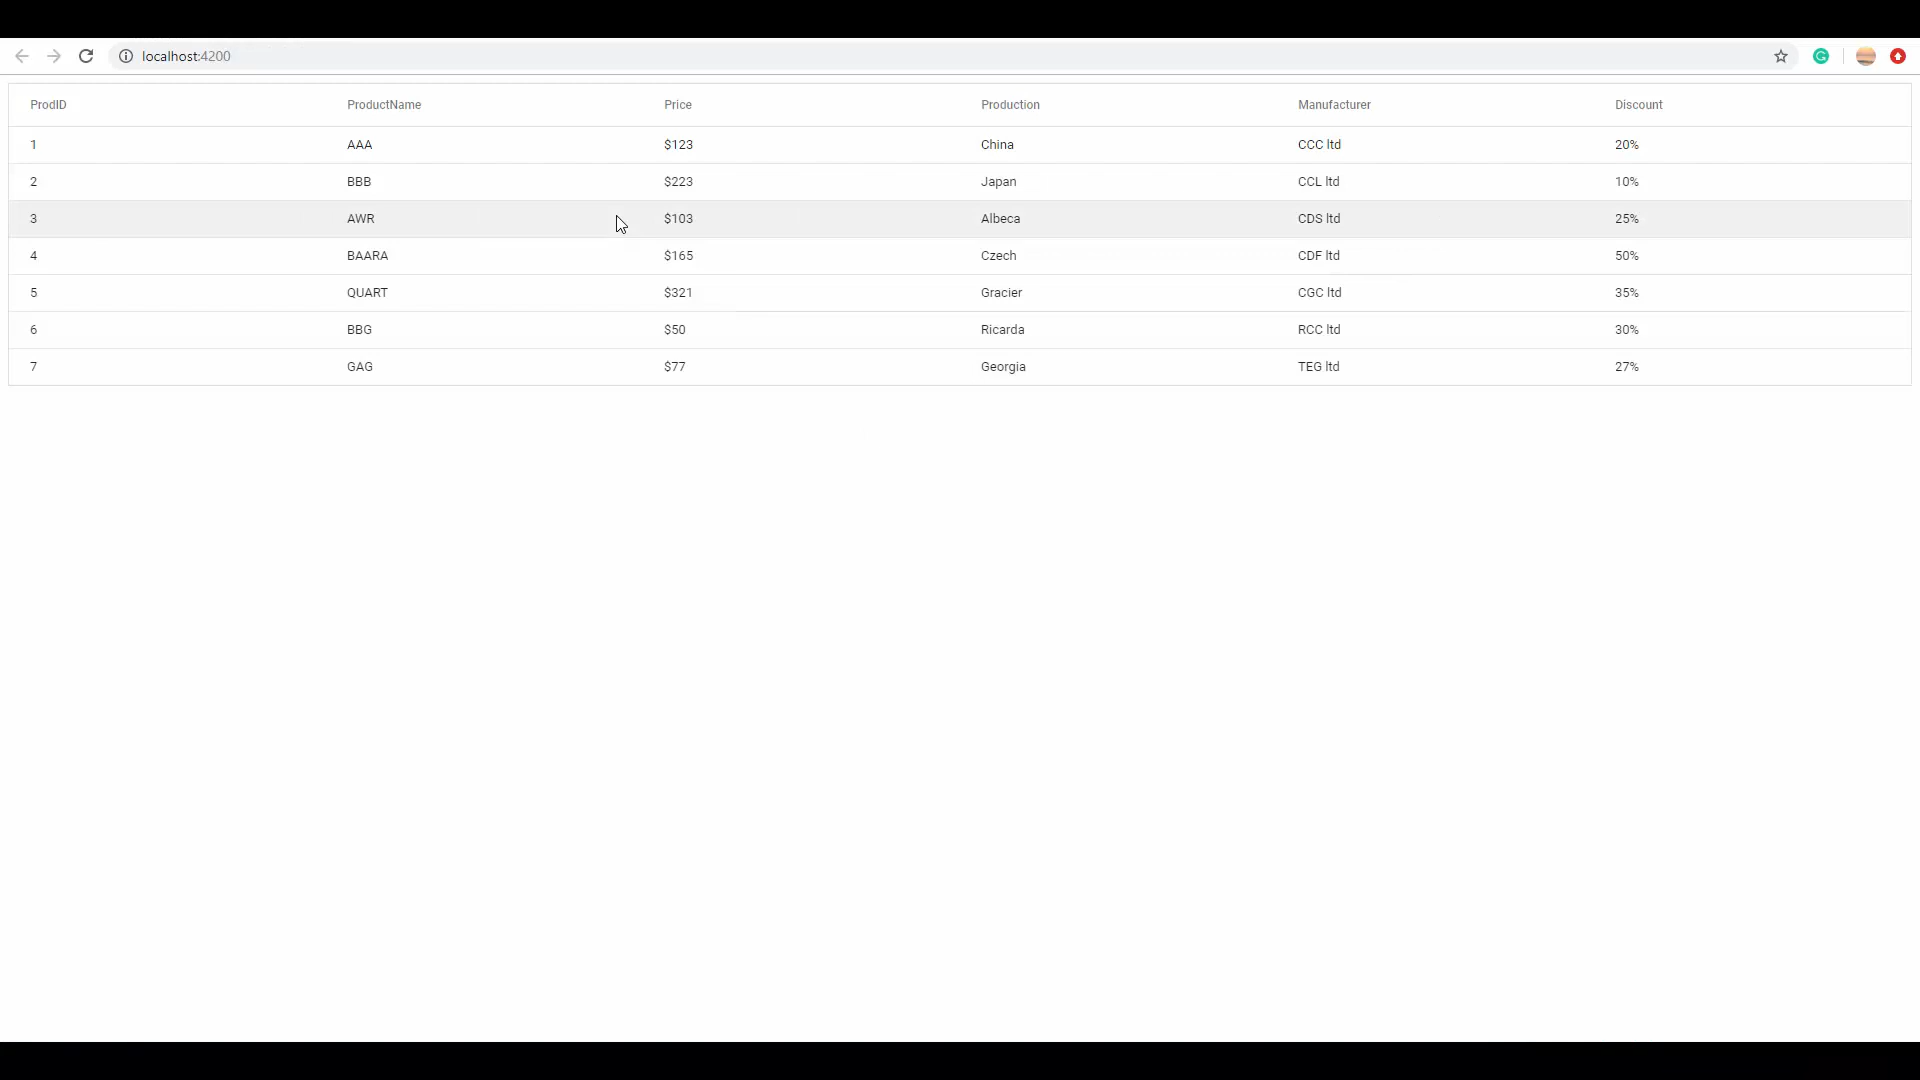 localhost:4200
ProdID ProductName Price Production Manufacturer Discount
1 AAA $123 China CCC ltd 20%
2 BBB $223 Japan CCL ltd 10%
3 AWR $103 Albeca CDS ltd 25%
4 BAARA $165 Czech CDF ltd 50%
5 QUART $321 Gracier CGC ltd 35%
6 BBG $50 Ricarda RCC ltd 30%
7 GAG $77 Georgia TEG ltd 27%